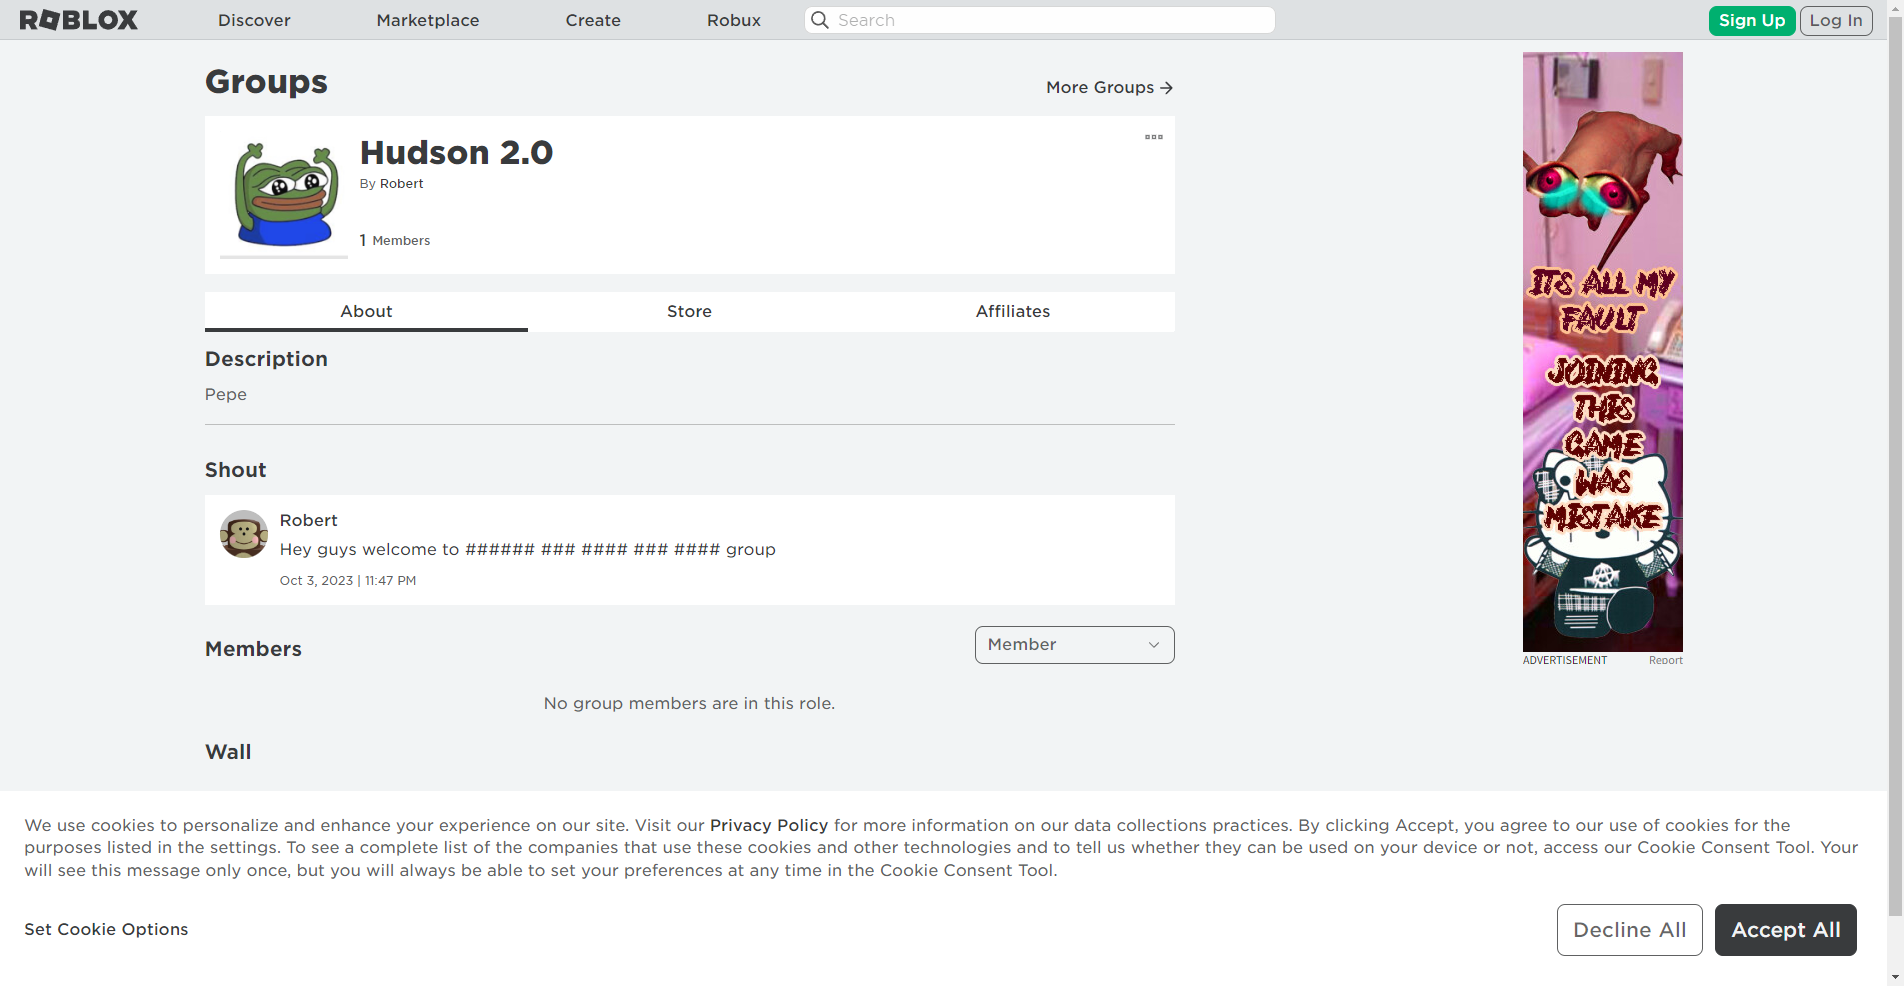 ROBLOX Discover Marketplace Create Robux Search Sign Up Log In
Groups
More Groups
Hudson 2.0
By Robert
1 Members
About Store Affiliates
Description
Pepe
Shout
Robert
Hey guys welcome to ###### ### #### ### #### group
Oct 3, 2023 | 11:47 PM
Members
Member
No group members are in this role.
Wall
ITS ALL MY
FAULT
JOINING
THIS
GAME
WAS
MISTAKE
ADVERTISEMENT Report
We use cookies to personalize and enhance your experience on our site. Visit our Privacy Policy for more information on our data collections practices. By clicking Accept, you agree to our use of cookies for the
purposes listed in the settings. To see a complete list of the companies that use these cookies and other technologies and to tell us whether they can be used on your device or not, access our Cookie Consent Tool. Your
will see this message only once, but you will always be able to set your preferences at any time in the Cookie Consent Tool.
Set Cookie Options
Decline All
Accept All